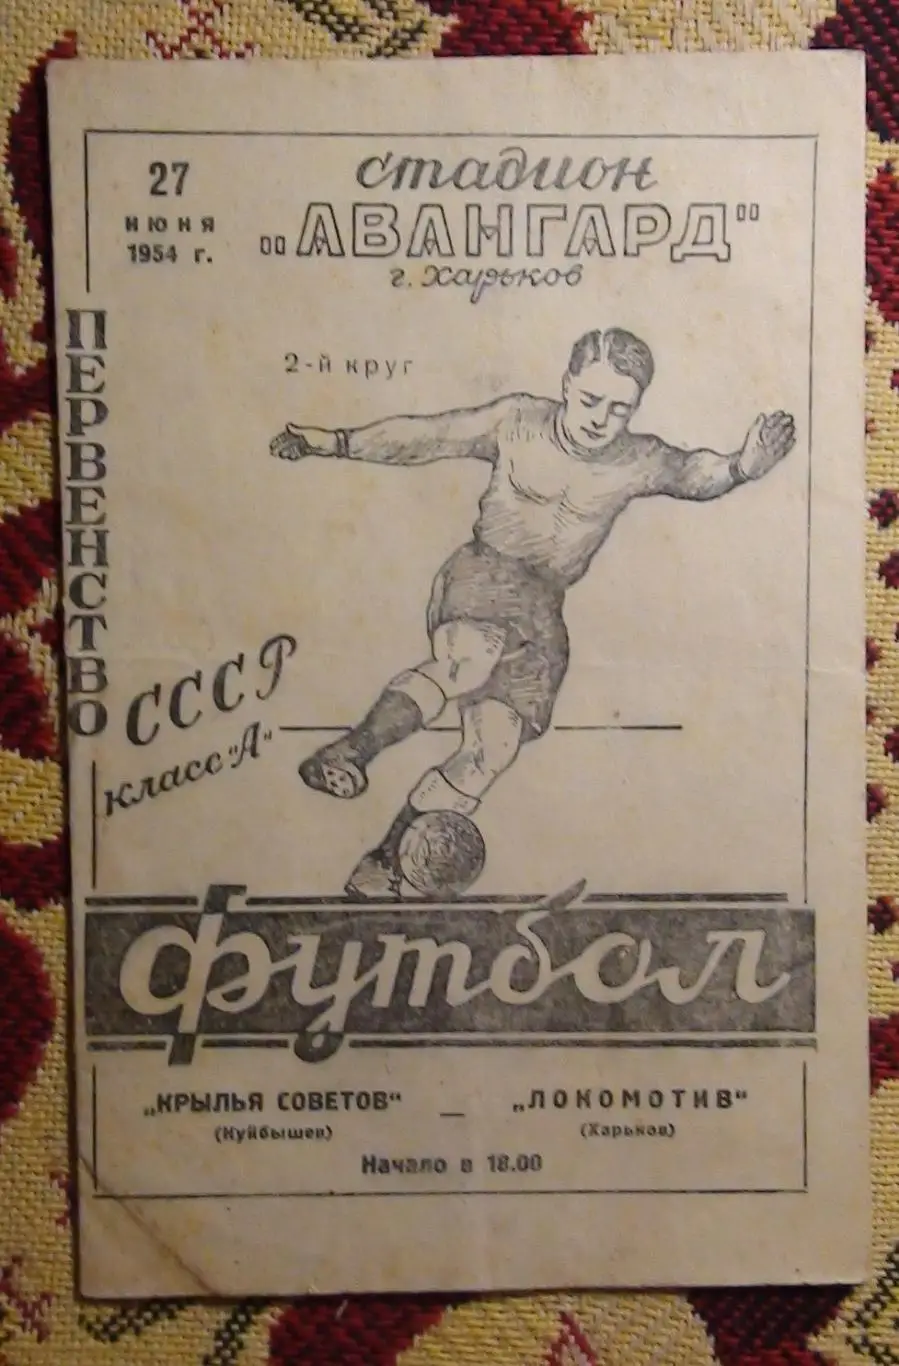 27
июня
1954 г.
стадион
„АВАНГАРД"
г. Харьков
2-й круг
ПЕРВЕНСТВО
СССР
класс „А"
футбол
„КРЫЛЬЯ СОВЕТОВ" — „ЛОКОМОТИВ"
(Куйбышев) (Харьков)
Начало в 18.00